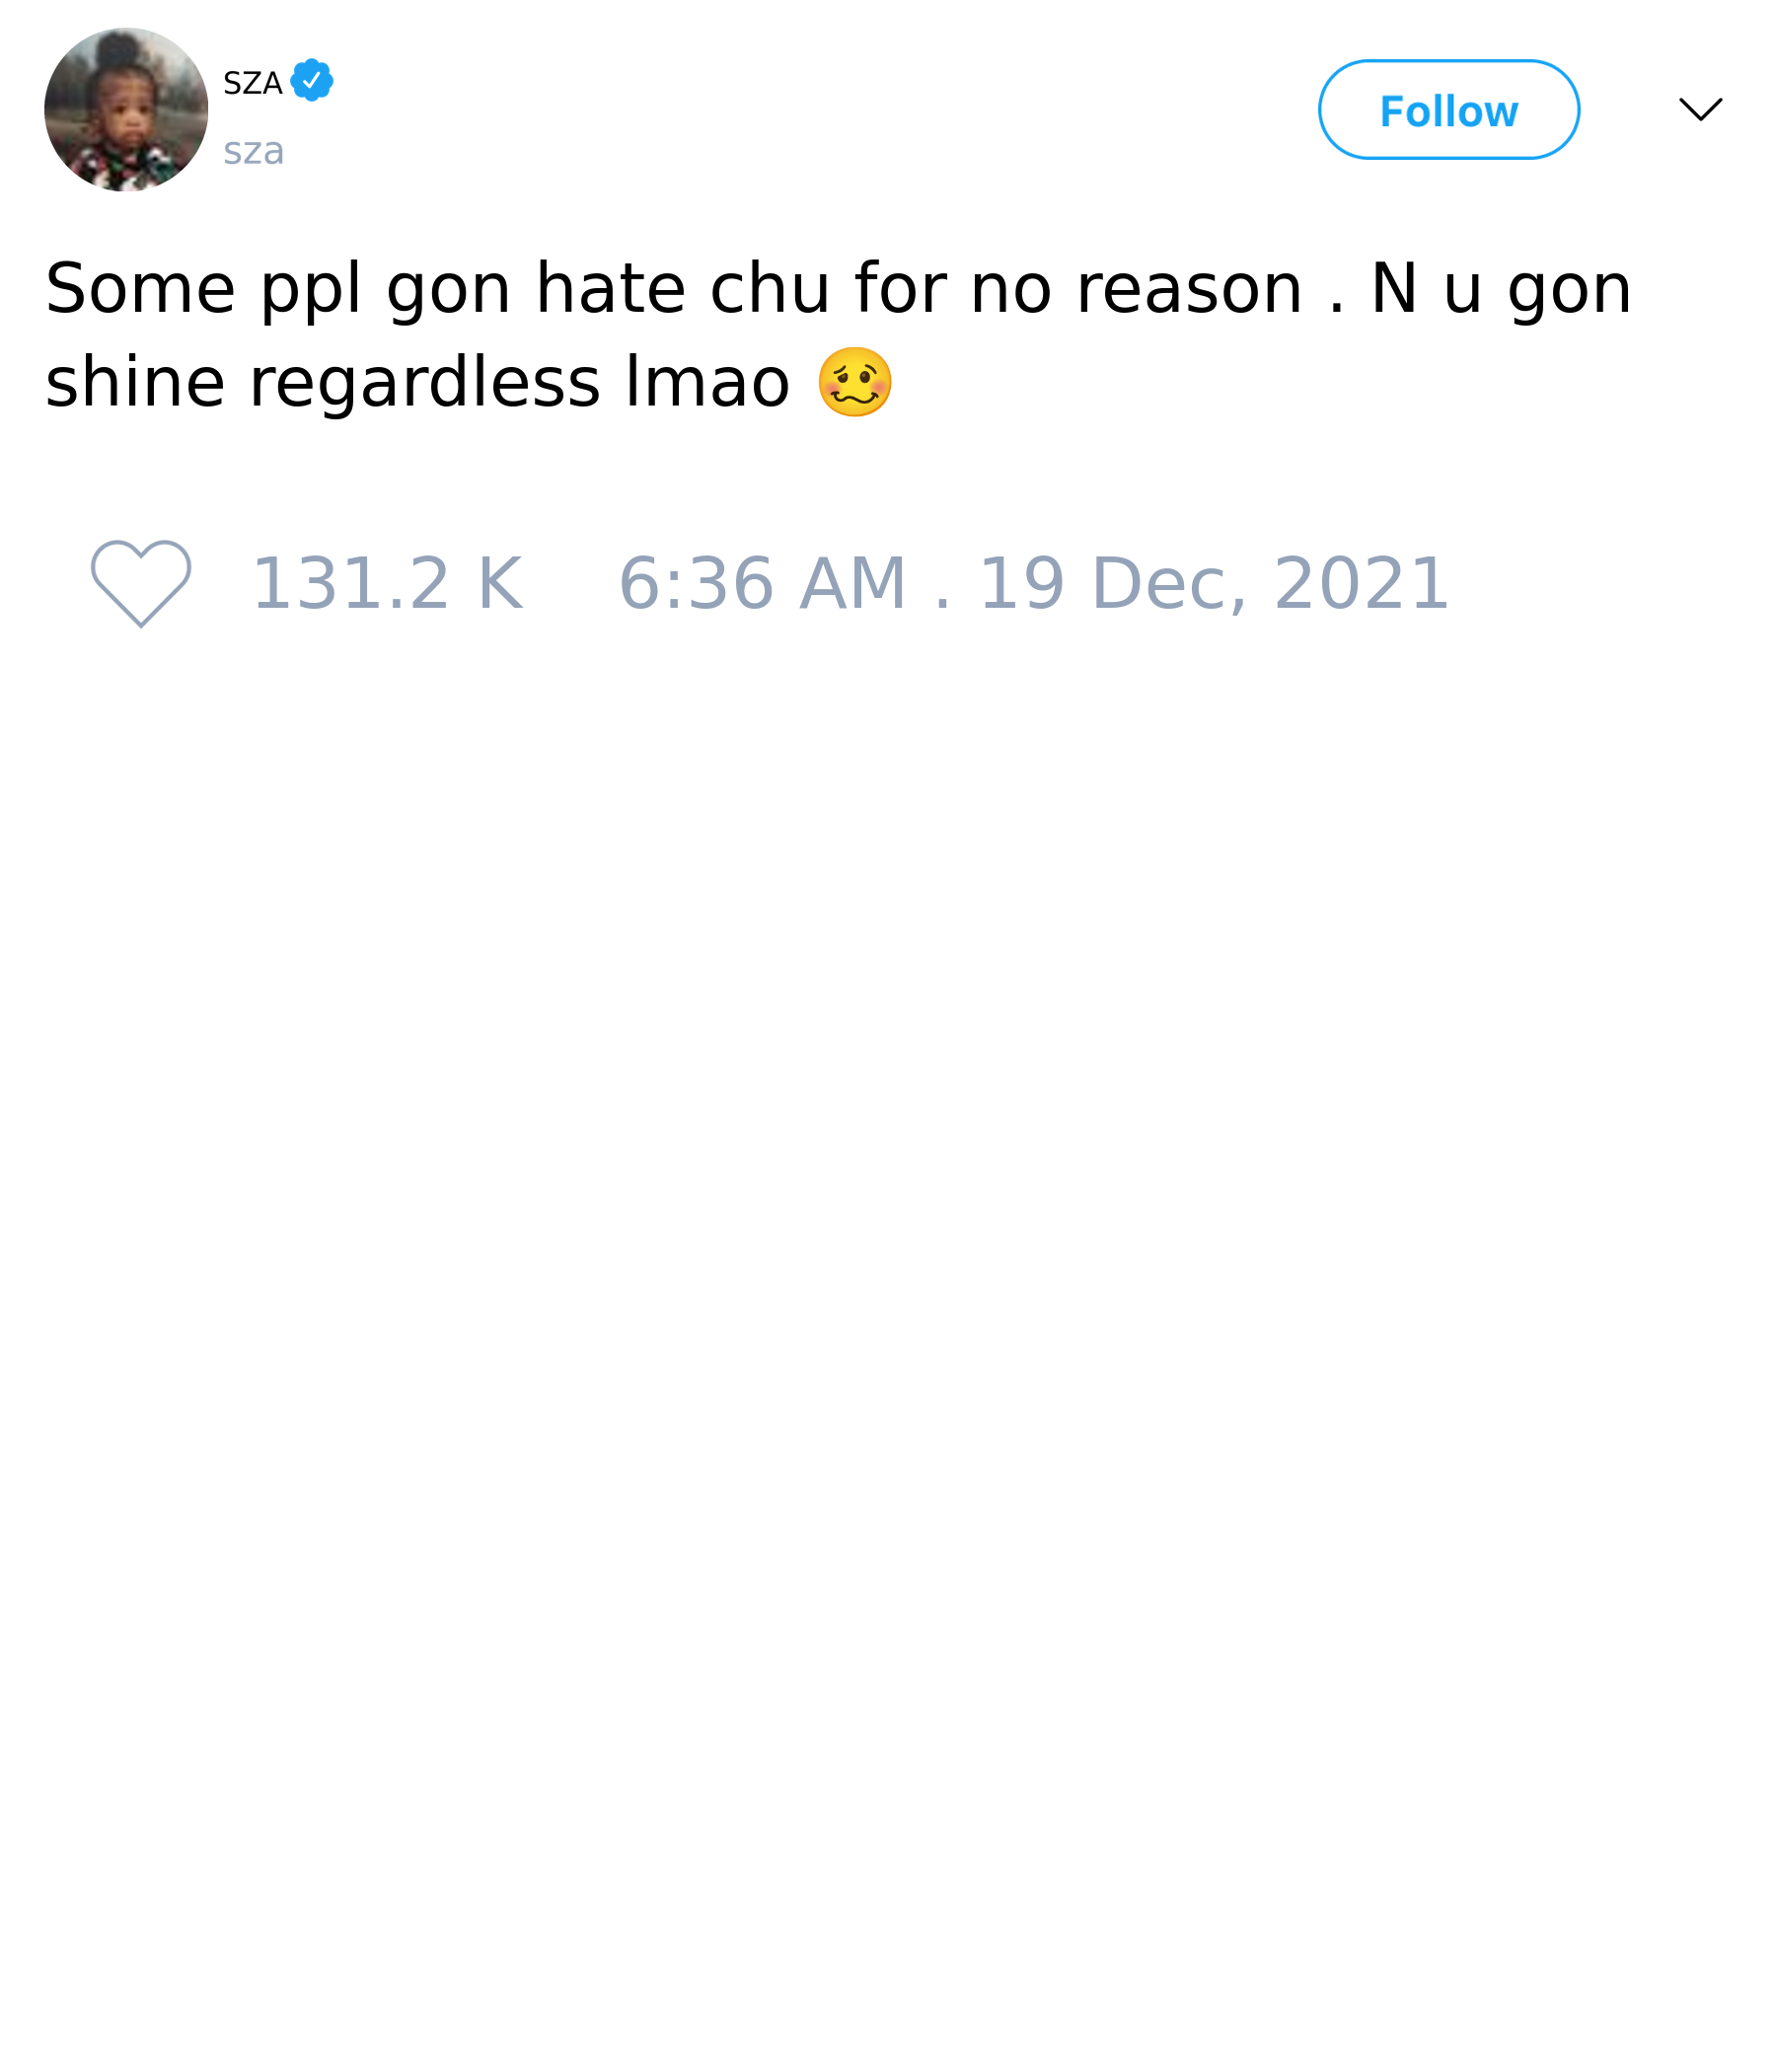 SZA
sza
Follow
Some ppl gon hate chu for no reason . N u gon
shine regardless lmao 🥴
131.2 K 6:36 AM . 19 Dec, 2021